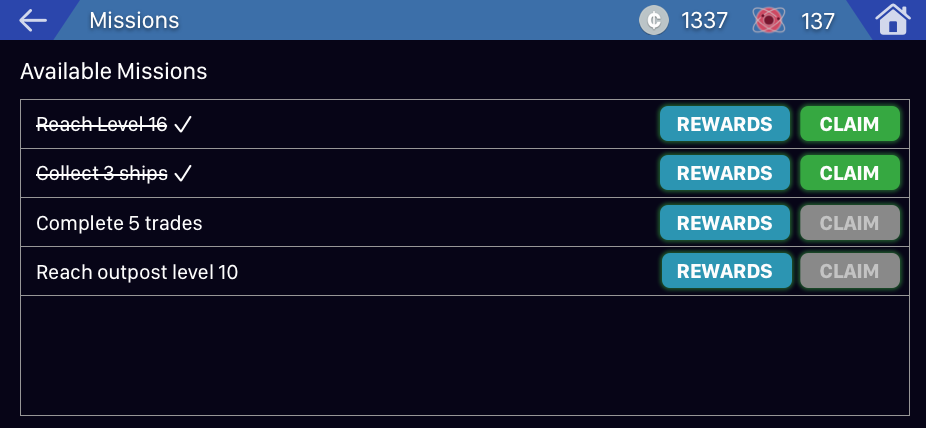 Missions ₵ 1337 137
Available Missions
Reach Level 16 ✓ REWARDS CLAIM
Collect 3 ships ✓ REWARDS CLAIM
Complete 5 trades REWARDS CLAIM
Reach outpost level 10 REWARDS CLAIM